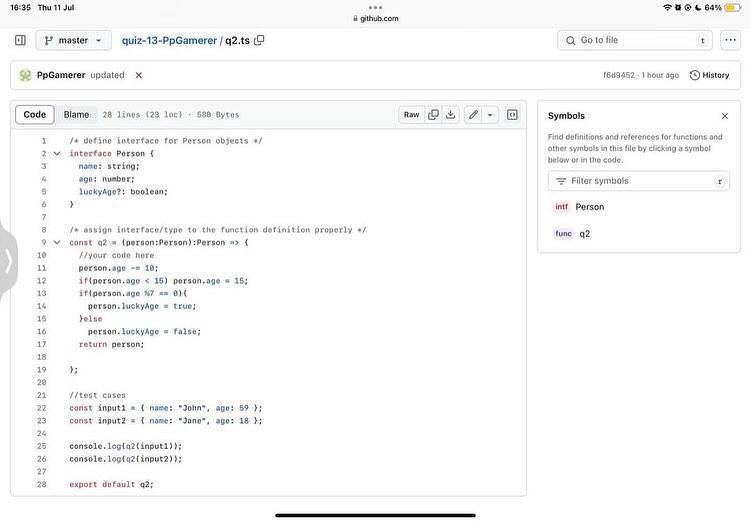 16:35 Thu 11 Jul
64%
github.com
master
quiz-13-PpGamerer / q2.ts
Go to file
t
PpGamerer updated
f6d9452 · 1 hour ago
History
Code
Blame
28 lines (23 loc) · 580 Bytes
Raw
1 /* define interface for Person objects */
2 interface Person {
3 name: string;
4 age: number;
5 luckyAge?: boolean;
6 }
7
8 /* assign interface/type to the function definition properly */
9 const q2 = (person:Person):Person => {
10 //your code here
11 person.age -= 10;
12 if(person.age < 15) person.age = 15;
13 if(person.age %7 == 0){
14 person.luckyAge = true;
15 }else
16 person.luckyAge = false;
17 return person;
18
19 };
20
21 //test cases
22 const input1 = { name: "John", age: 59 };
23 const input2 = { name: "Jane", age: 18 };
24
25 console.log(q2(input1));
26 console.log(q2(input2));
27
28 export default q2;
Symbols
Find definitions and references for functions and
other symbols in this file by clicking a symbol
below or in the code.
Filter symbols
r
intf Person
func q2